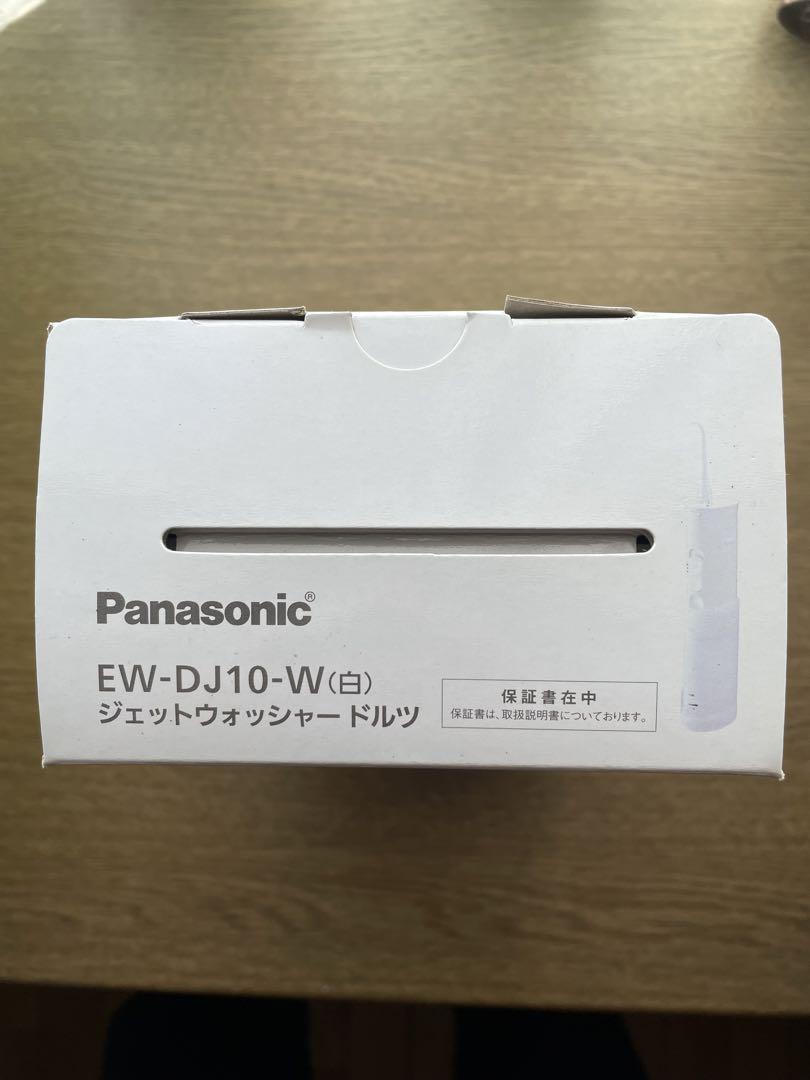 Panasonic®
EW-DJ10-W(白)
ジェットウォッシャー ドルツ
保証書在中
保証書は、取扱説明書についております。